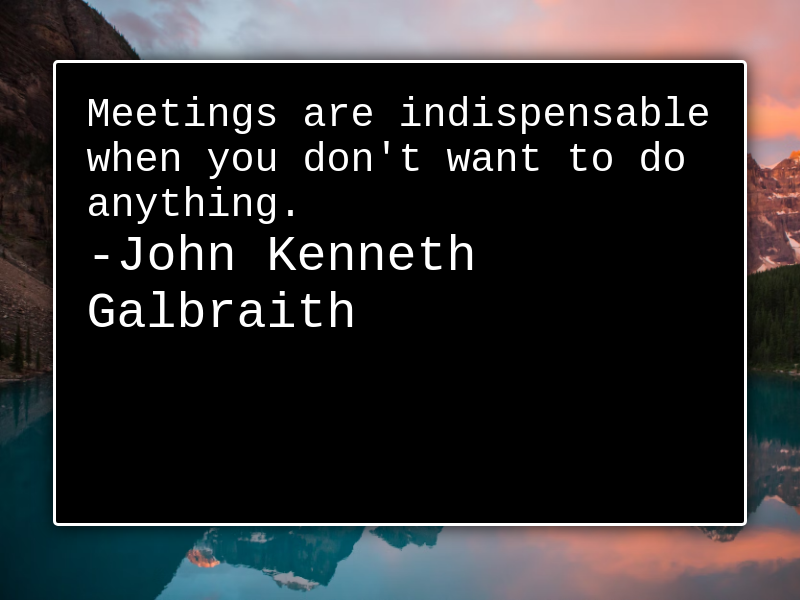 Meetings are indispensable
when you don't want to do
anything.
-John Kenneth
Galbraith